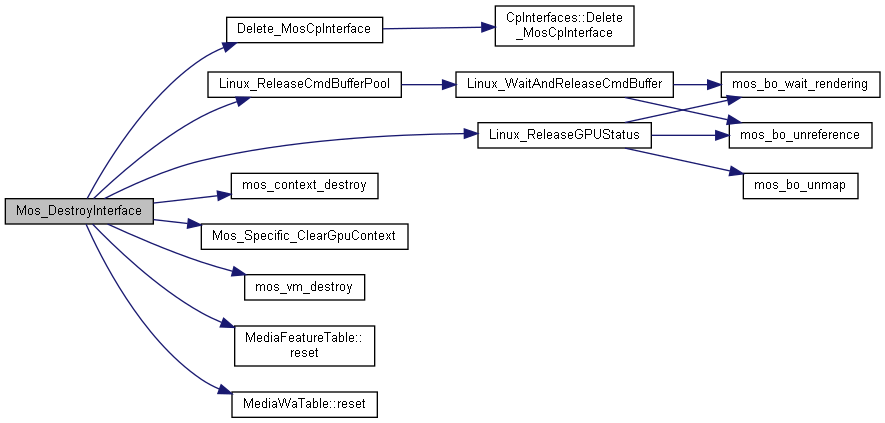 Delete_MosCpInterface
CpInterfaces::Delete
_MosCpInterface
Linux_ReleaseCmdBufferPool
Linux_WaitAndReleaseCmdBuffer
mos_bo_wait_rendering
Linux_ReleaseGPUStatus
mos_bo_unreference
mos_context_destroy
mos_bo_unmap
Mos_DestroyInterface
Mos_Specific_ClearGpuContext
mos_vm_destroy
MediaFeatureTable::
reset
MediaWaTable::reset